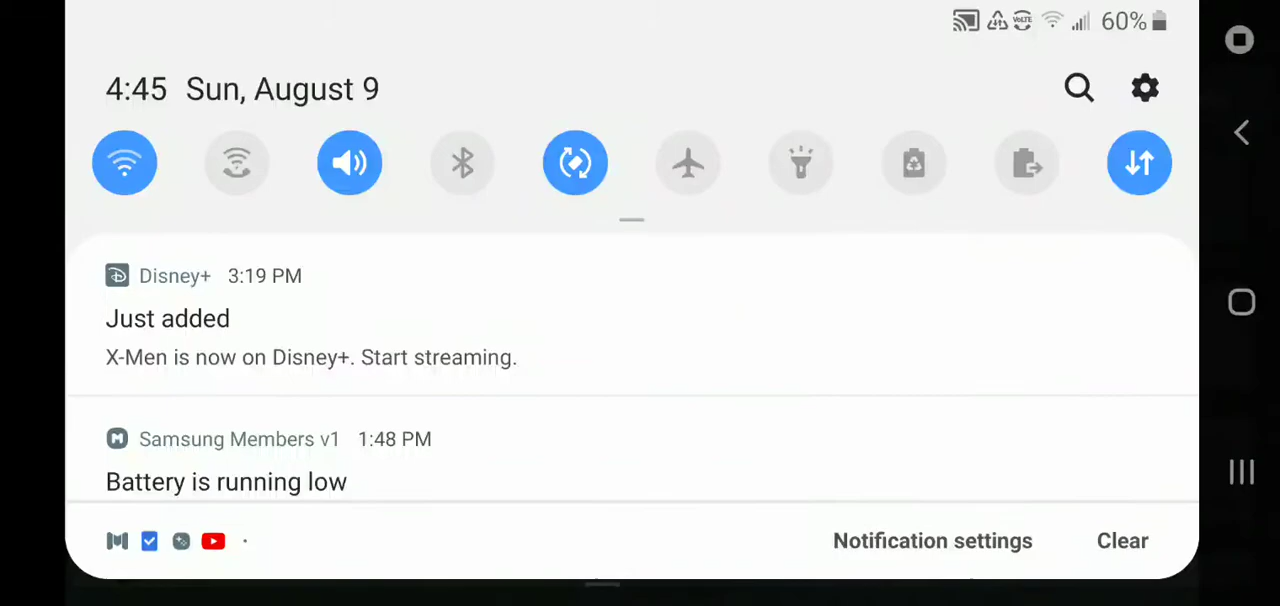 VoLTE 60%
4:45 Sun, August 9
Disney+ 3:19 PM
Just added
X-Men is now on Disney+. Start streaming.
Samsung Members v1 1:48 PM
Battery is running low
Notification settings Clear